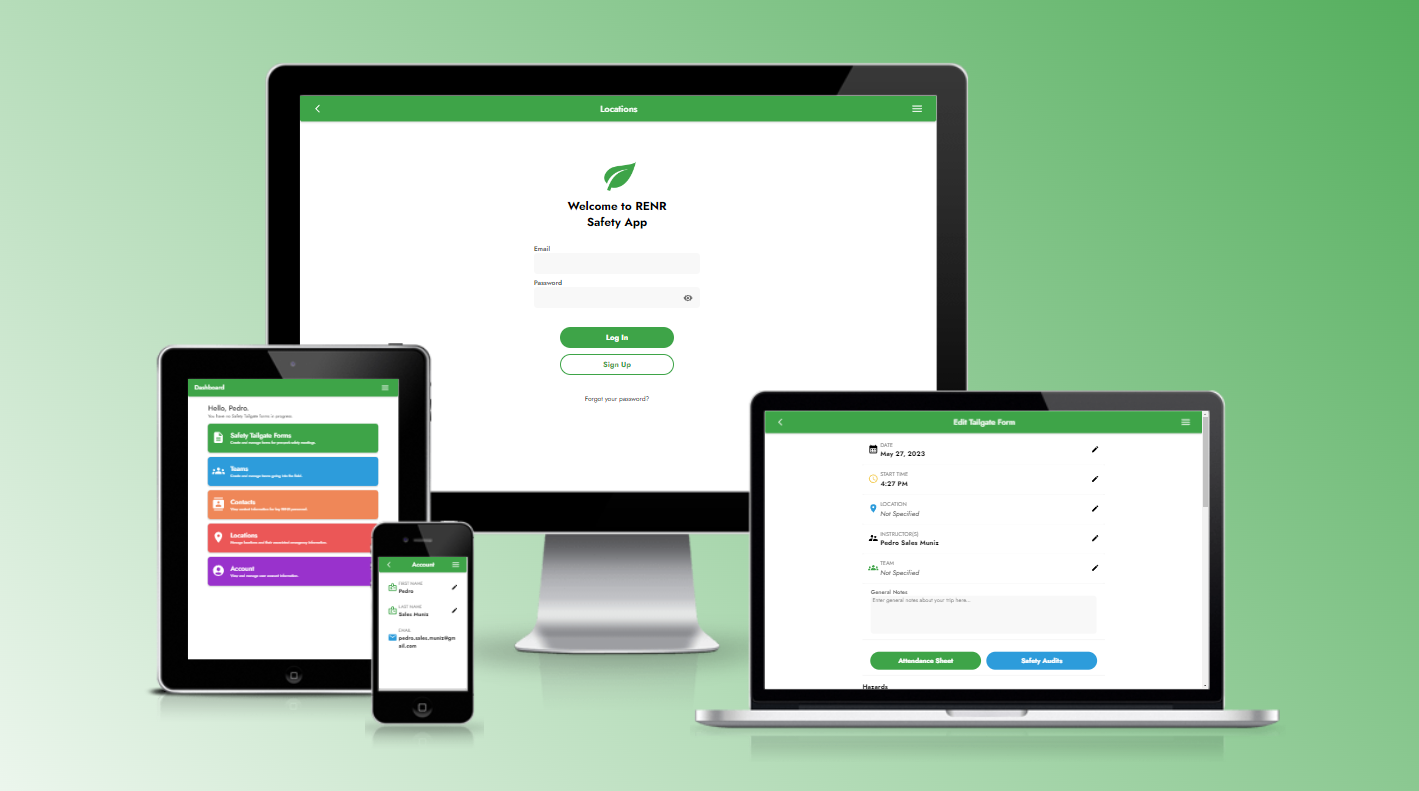 Locations
Welcome to RENR
Safety App
Email
Password
Log In
Sign Up
Forgot your password?
Dashboard
Hello, Pedro.
You have no Safety Tailgate Forms in progress.
Safety Tailgate Forms
Create and manage forms for personal safety meetings.
Teams
Create and manage teams going into the field.
Contacts
View contact information for key RENR personnel.
Locations
Manage locations and their associated emergency information.
Account
View and manage user account information.
Account
FIRST NAME
Pedro
LAST NAME
Sales Muniz
EMAIL
pedro.sales.muniz@gm
ail.com
Edit Tailgate Form
DATE
May 27, 2023
START TIME
4:27 PM
LOCATION
Not Specified
INSTRUCTOR(S)
Pedro Sales Muniz
TEAM
Not Specified
General Notes
Enter general notes about your trip here...
Attendance Sheet
Safety Audits
Hazards